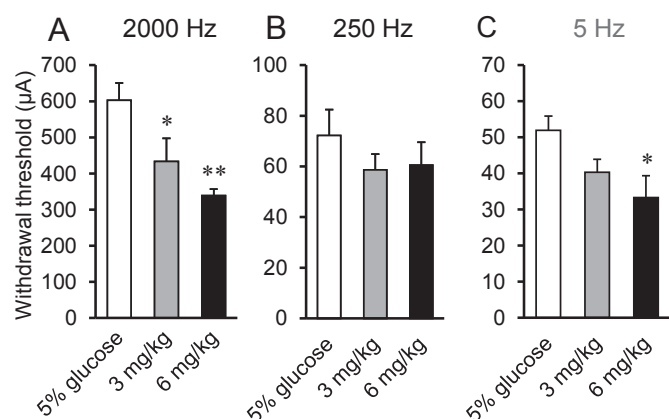 A 2000 Hz
B 250 Hz
C 5 Hz
Withdrawal threshold (μA)
700
600
500
400
300
200
100
0
*
**
5% glucose
3 mg/kg
6 mg/kg
100
80
60
40
20
0
5% glucose
3 mg/kg
6 mg/kg
70
60
50
40
30
20
10
0
*
5% glucose
3 mg/kg
6 mg/kg